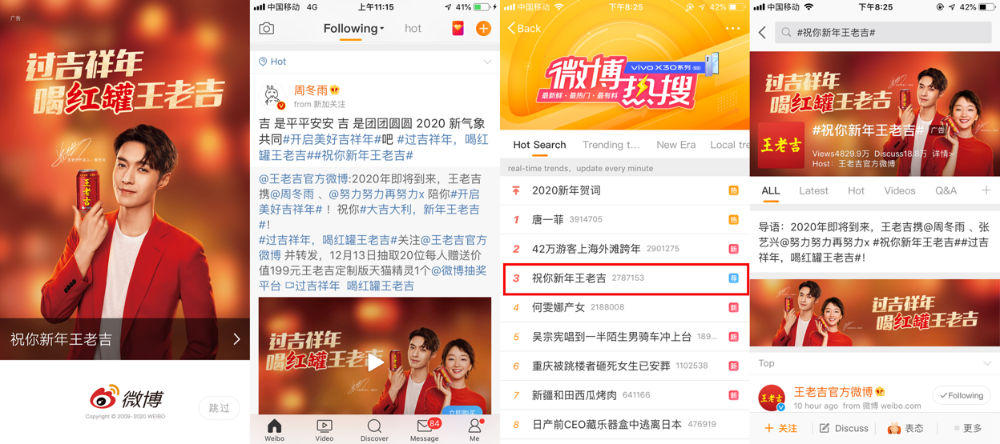 广告
过吉祥年
喝红罐王老吉
王老吉
祝你新年王老吉
微博
Copyright © 2009-2020 WEIBO
跳过
中国移动 4G
上午11:15
41%
Following
hot
Hot
周冬雨
from 新加关注
吉 是平平安安 吉 是团团圆圆 2020 新气象
共同#开启美好吉祥年#吧 #过吉祥年，喝红
罐王老吉##祝你新年王老吉#
@王老吉官方微博:2020年即将到来，王老吉
携@周冬雨 、@努力努力再努力x 陪你#开启
美好吉祥年# ！祝你#大吉大利，新年王老吉
#!
#过吉祥年，喝红罐王老吉#关注@王老吉官方
微博 并转发，12月13日抽取20位每人赠送价
值199元王老吉定制版天猫精灵1个@微博抽奖
平台 过吉祥年 喝红罐王老吉
过吉祥年
喝红罐王老吉
立即购买
Weibo
Video
Discover
84
Message
Me
中国移动
下午8:25
42%
Back
vivo X30系列
微博
热搜
最新鲜·最热门·最有料
Hot Search
Trending t...
New Era
Local tre
real-time trends，update every minute
2020新年贺词 热
1 唐一菲 3914705 热
2 42万游客上海外滩跨年 2901275 新
3 祝你新年王老吉 2787153 荐
4 何雯娜产女 2188008 新
5 吴宗宪唱到一半陌生男骑车冲上台 189... 新
6 重庆被跳楼者砸死女生已安葬 1102538 新
7 新疆和田西瓜烤肉 641166 新
8 日产前CEO藏乐器盒中逃离日本 476919
中国移动
下午8:25
42%
#祝你新年王老吉#
过吉祥年
喝红罐王老吉
王老吉
#祝你新年王老吉# 广告
Views4829.9万 Discuss18.8万 详情>
Host：王老吉官方微博
ALL
Latest
Hot
Videos
Q&A
导语：2020年即将到来，王老吉携@周冬雨 、张
艺兴@努力努力再努力x #祝你新年王老吉##过吉
祥年，喝红罐王老吉#!
过吉祥年
喝红罐王老吉
Top
王老吉
王老吉官方微博
10 hour ago from 微博 weibo.com
Following
关注
Discuss
表态
更多